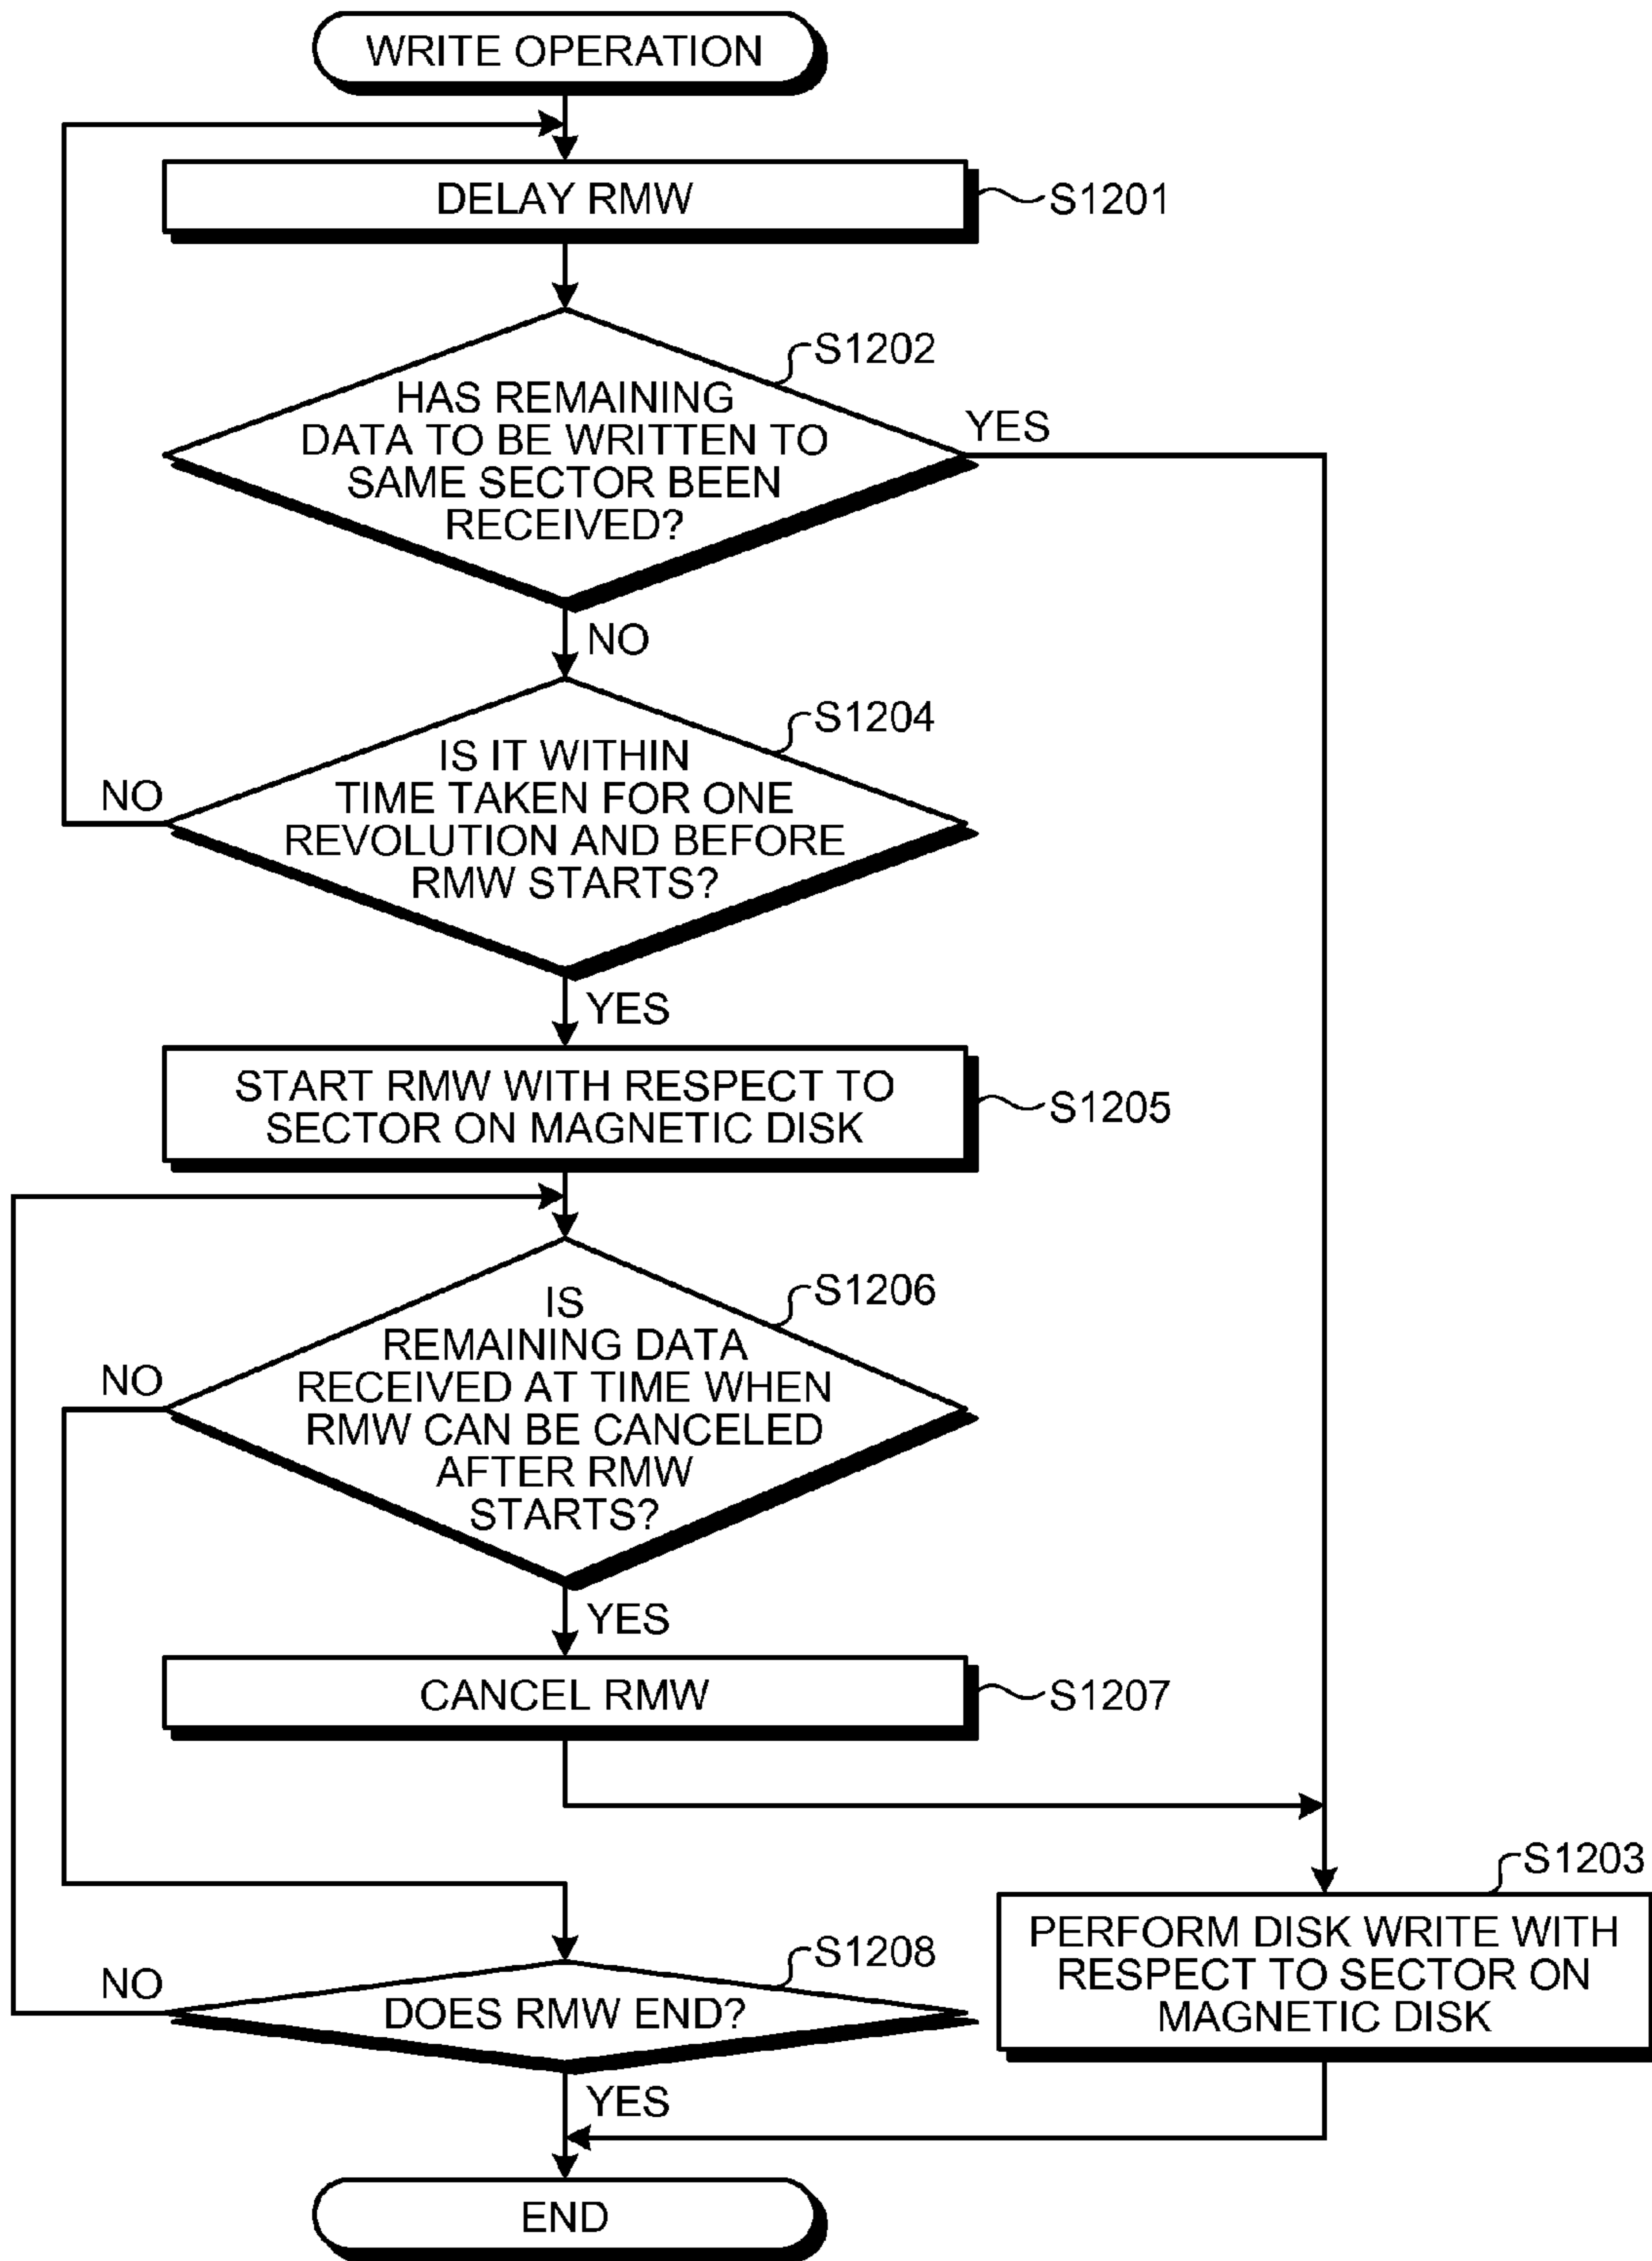 WRITE OPERATION
DELAY RMW
S1201
S1202
HAS REMAINING
DATA TO BE WRITTEN TO
SAME SECTOR BEEN
RECEIVED?
YES
NO
S1204
IS IT WITHIN
TIME TAKEN FOR ONE
REVOLUTION AND BEFORE
RMW STARTS?
NO
YES
START RMW WITH RESPECT TO
SECTOR ON MAGNETIC DISK
S1205
S1206
IS
REMAINING DATA
RECEIVED AT TIME WHEN
RMW CAN BE CANCELED
AFTER RMW
STARTS?
NO
YES
CANCEL RMW
S1207
S1203
PERFORM DISK WRITE WITH
RESPECT TO SECTOR ON
MAGNETIC DISK
S1208
NO
DOES RMW END?
YES
END